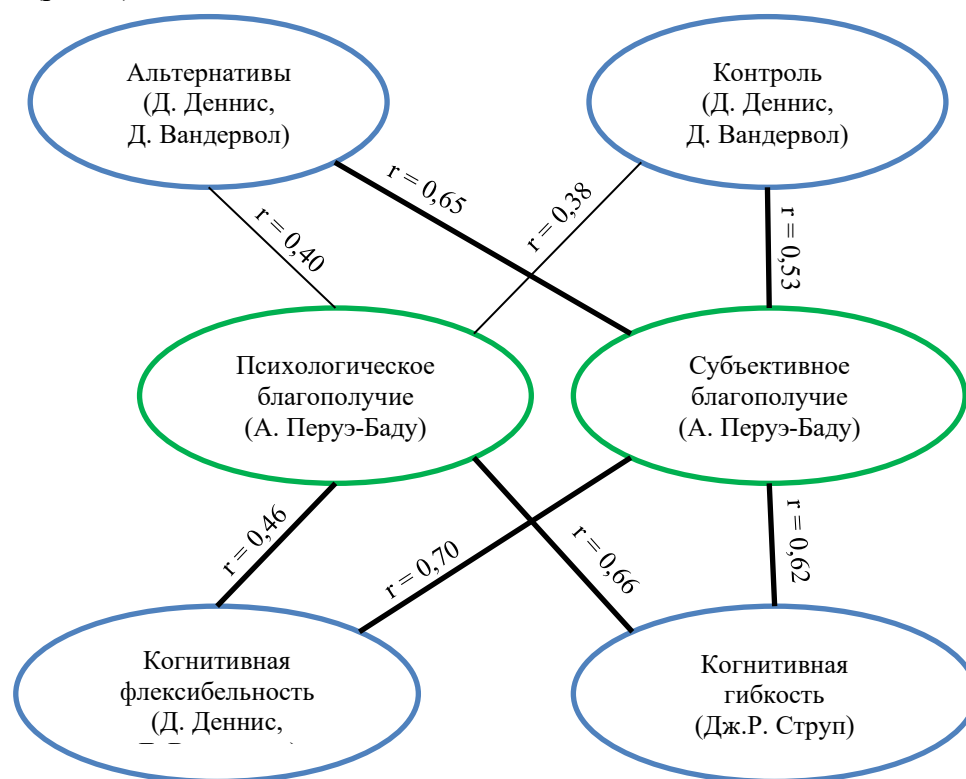 Альтернативы
(Д. Деннис,
Д. Вандервол)
Контроль
(Д. Деннис,
Д. Вандервол)
r = 0,40
r = 0,65
r = 0,38
r = 0,53
Психологическое
благополучие
(А. Перуэ-Баду)
Субъективное
благополучие
(А. Перуэ-Баду)
r = 0,46
r = 0,70
r = 0,66
r = 0,62
Когнитивная
флексибельность
(Д. Деннис,
Когнитивная
гибкость
(Дж.Р. Струп)